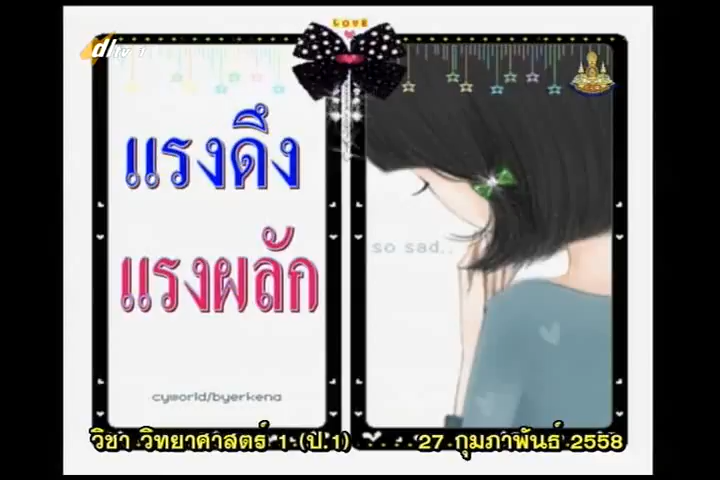 LOVE
dltv 1
แรงดึง
แรงผลัก
so sad..
cyworld/byerkena
วิชา วิทยาศาสตร์ 1 (ป.1) 27 กุมภาพันธ์ 2558